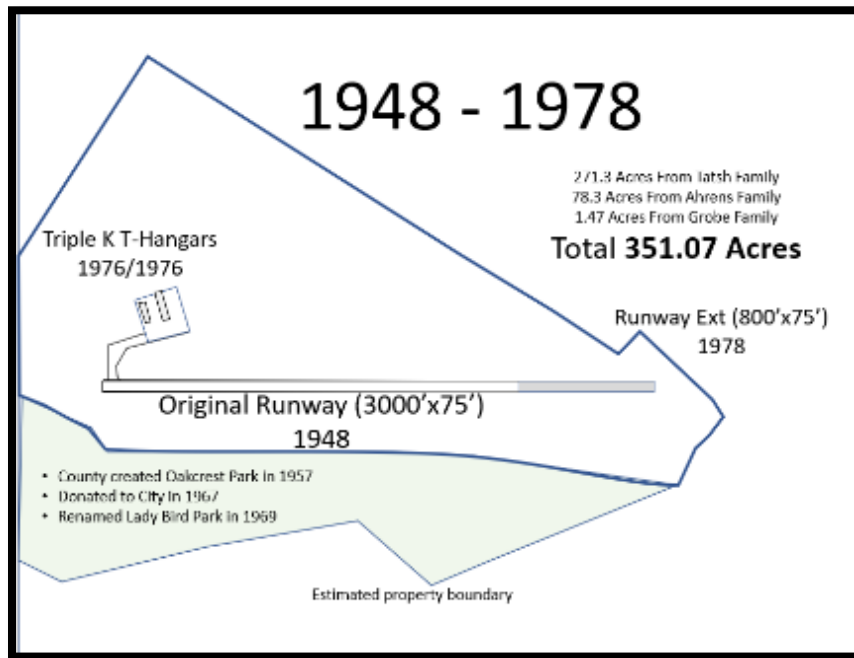 1948 - 1978
271.3 Acres From Tatsh Family
78.3 Acres From Ahrens Family
1.47 Acres From Grobe Family
Total 351.07 Acres
Triple K T-Hangars
1976/1976
Runway Ext (800’x75’)
1978
Original Runway (3000’x75’)
1948
• County created Oakcrest Park in 1957
• Donated to City in 1967
• Renamed Lady Bird Park in 1969
Estimated property boundary